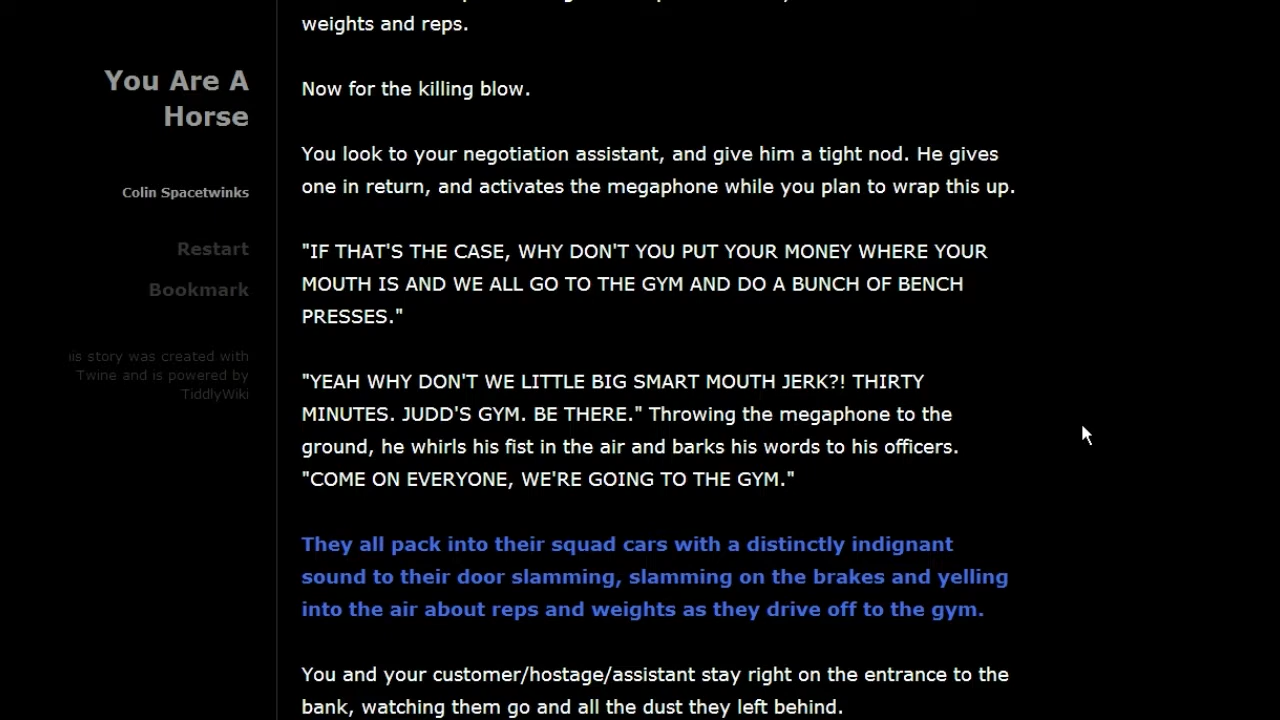 weights and reps.
You Are A
Horse
Colin Spacetwinks
Restart
Bookmark
is story was created with
Twine and is powered by
TiddlyWiki
Now for the killing blow.
You look to your negotiation assistant, and give him a tight nod. He gives
one in return, and activates the megaphone while you plan to wrap this up.
"IF THAT'S THE CASE, WHY DON'T YOU PUT YOUR MONEY WHERE YOUR
MOUTH IS AND WE ALL GO TO THE GYM AND DO A BUNCH OF BENCH
PRESSES."
"YEAH WHY DON'T WE LITTLE BIG SMART MOUTH JERK?! THIRTY
MINUTES. JUDD'S GYM. BE THERE." Throwing the megaphone to the
ground, he whirls his fist in the air and barks his words to his officers.
"COME ON EVERYONE, WE'RE GOING TO THE GYM."
They all pack into their squad cars with a distinctly indignant
sound to their door slamming, slamming on the brakes and yelling
into the air about reps and weights as they drive off to the gym.
You and your customer/hostage/assistant stay right on the entrance to the
bank, watching them go and all the dust they left behind.